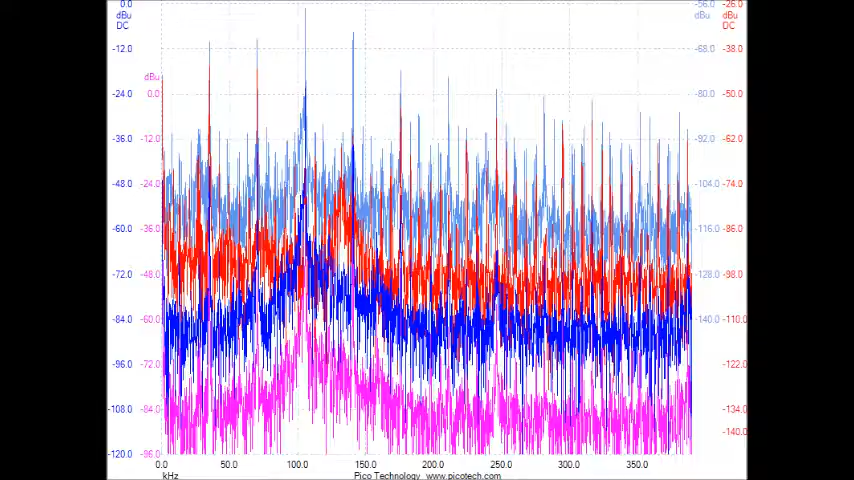 0.0 -56.0 -26.0
dBu dBu dBu
DC DC
-12.0 -68.0 -38.0
dBu
-24.0 0.0 -80.0 -50.0
-36.0 -12.0 -92.0 -62.0
-48.0 -24.0 -104.0 -74.0
-60.0 -36.0 -116.0 -86.0
-72.0 -48.0 -128.0 -98.0
-84.0 -60.0 -140.0 -110.0
-96.0 -72.0 -122.0
-108.0 -84.0 -134.0
-140.0
-120.0 -96.0
0.0 50.0 100.0 150.0 200.0 250.0 300.0 350.0
kHz Pico Technology www.picotech.com